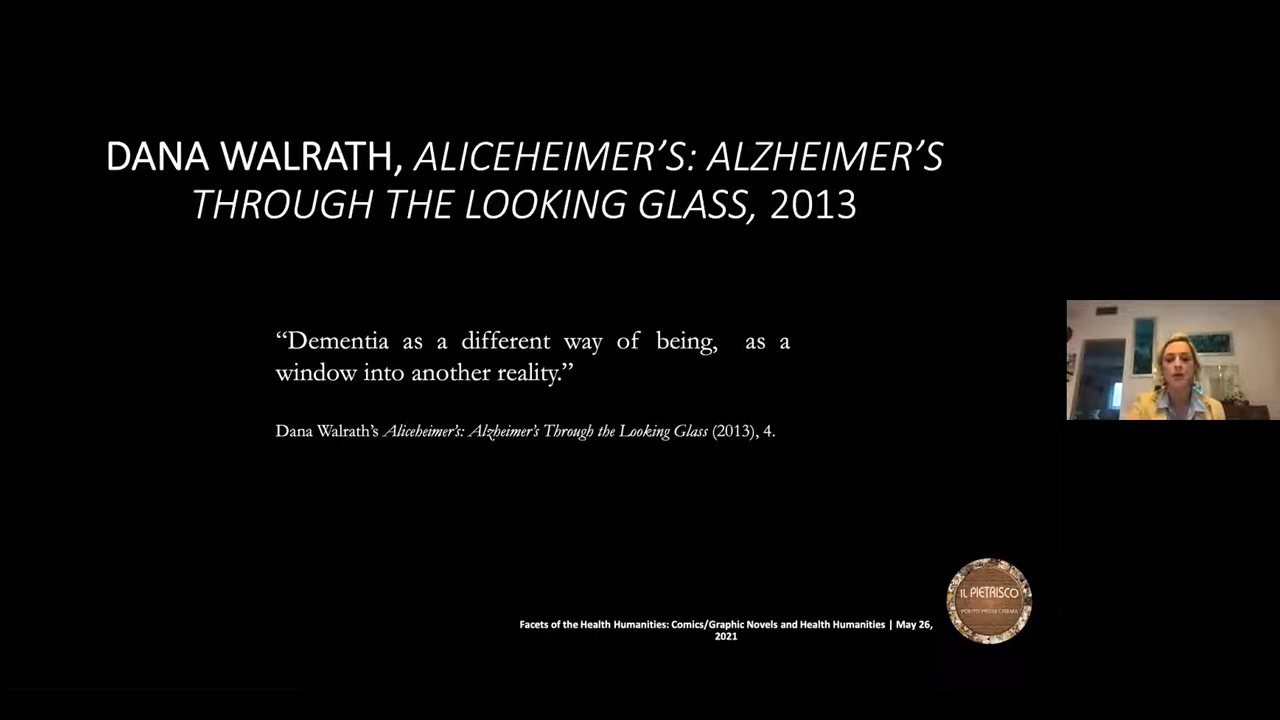 DANA WALRATH, ALICEHEIMER’S: ALZHEIMER’S
THROUGH THE LOOKING GLASS, 2013
“Dementia as a different way of being, as a
window into another reality.”
Dana Walrath’s Aliceheimer’s: Alzheimer’s Through the Looking Glass (2013), 4.
Facets of the Health Humanities: Comics/Graphic Novels and Health Humanities | May 26,
2021
IL PIETRISCO